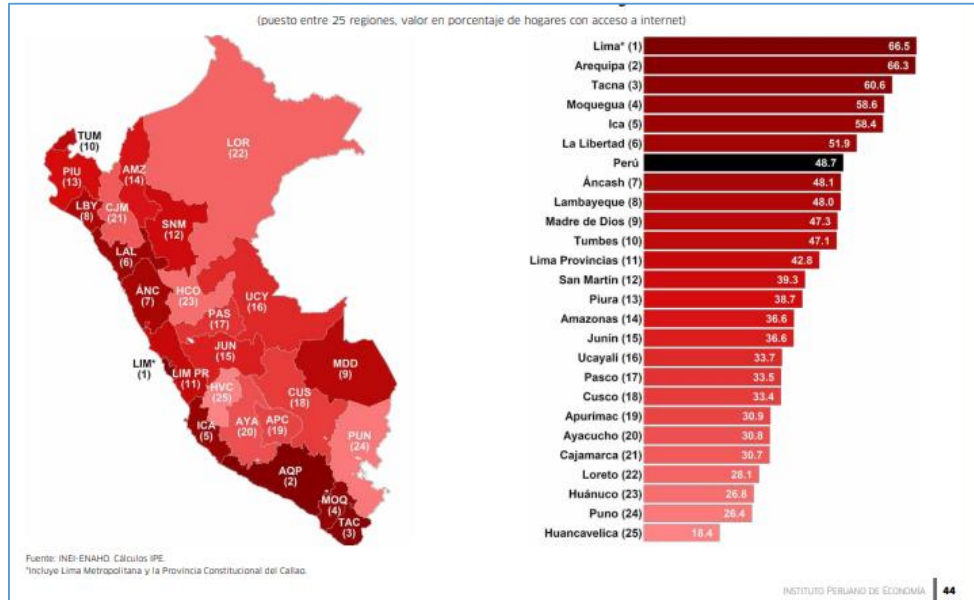 (puesto entre 25 regiones, valor en porcentaje de hogares con acceso a internet)
TUM
(10)
PIU
(13)
LBY
(8)
CJM
(21)
AMZ
(14)
LOR
(22)
SNM
(12)
LAL
(6)
ÁNC
(7)
HCO
(23)
UCY
(16)
PAS
(17)
JUN
(15)
LIM*
(1)
LIM PR
(11)
MDD
(9)
HVC
(25)
CUS
(18)
ICA
(5)
AYA
(20)
APC
(19)
PUN
(24)
AQP
(2)
MOQ
(4)
TAC
(3)
Lima* (1) 66.5
Arequipa (2) 66.3
Tacna (3) 60.6
Moquegua (4) 58.6
Ica (5) 58.4
La Libertad (6) 51.9
Perú 48.7
Áncash (7) 48.1
Lambayeque (8) 48.0
Madre de Dios (9) 47.3
Tumbes (10) 47.1
Lima Provincias (11) 42.8
San Martín (12) 39.3
Piura (13) 38.7
Amazonas (14) 36.6
Junín (15) 36.6
Ucayali (16) 33.7
Pasco (17) 33.5
Cusco (18) 33.4
Apurímac (19) 30.9
Ayacucho (20) 30.8
Cajamarca (21) 30.7
Loreto (22) 28.1
Huánuco (23) 26.8
Puno (24) 26.4
Huancavelica (25) 18.4
Fuente: INEI-ENAHO. Cálculos IPE.
*Incluye Lima Metropolitana y la Provincia Constitucional del Callao.
INSTITUTO PERUANO DE ECONOMÍA 44